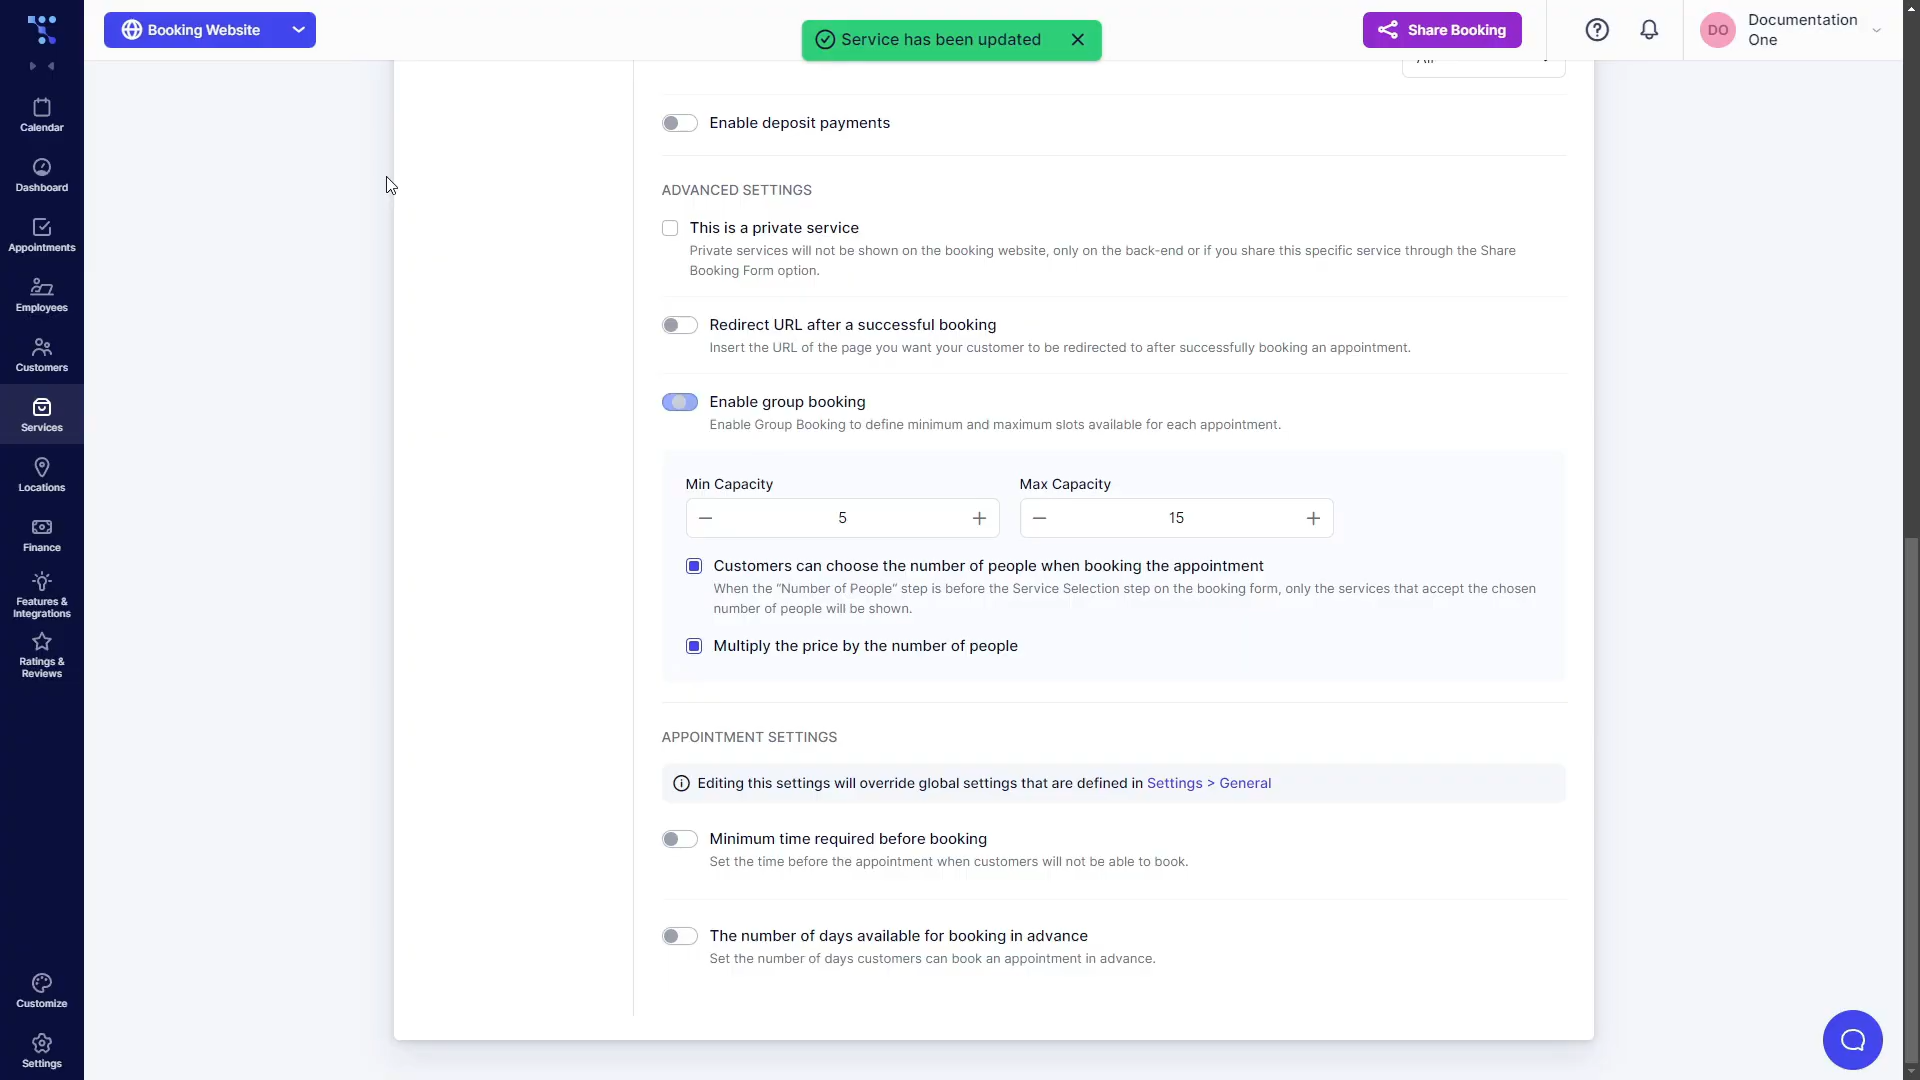 Booking Website
Service has been updated
Share Booking
DO
Documentation
One
Calendar
Dashboard
Appointments
Employees
Customers
Services
Locations
Finance
Features &
Integrations
Ratings &
Reviews
Customize
Settings
Enable deposit payments
ADVANCED SETTINGS
This is a private service
Private services will not be shown on the booking website, only on the back-end or if you share this specific service through the Share
Booking Form option.
Redirect URL after a successful booking
Insert the URL of the page you want your customer to be redirected to after successfully booking an appointment.
Enable group booking
Enable Group Booking to define minimum and maximum slots available for each appointment.
Min Capacity
Max Capacity
5
15
Customers can choose the number of people when booking the appointment
When the “Number of People” step is before the Service Selection step on the booking form, only the services that accept the chosen
number of people will be shown.
Multiply the price by the number of people
APPOINTMENT SETTINGS
Editing this settings will override global settings that are defined in Settings > General
Minimum time required before booking
Set the time before the appointment when customers will not be able to book.
The number of days available for booking in advance
Set the number of days customers can book an appointment in advance.